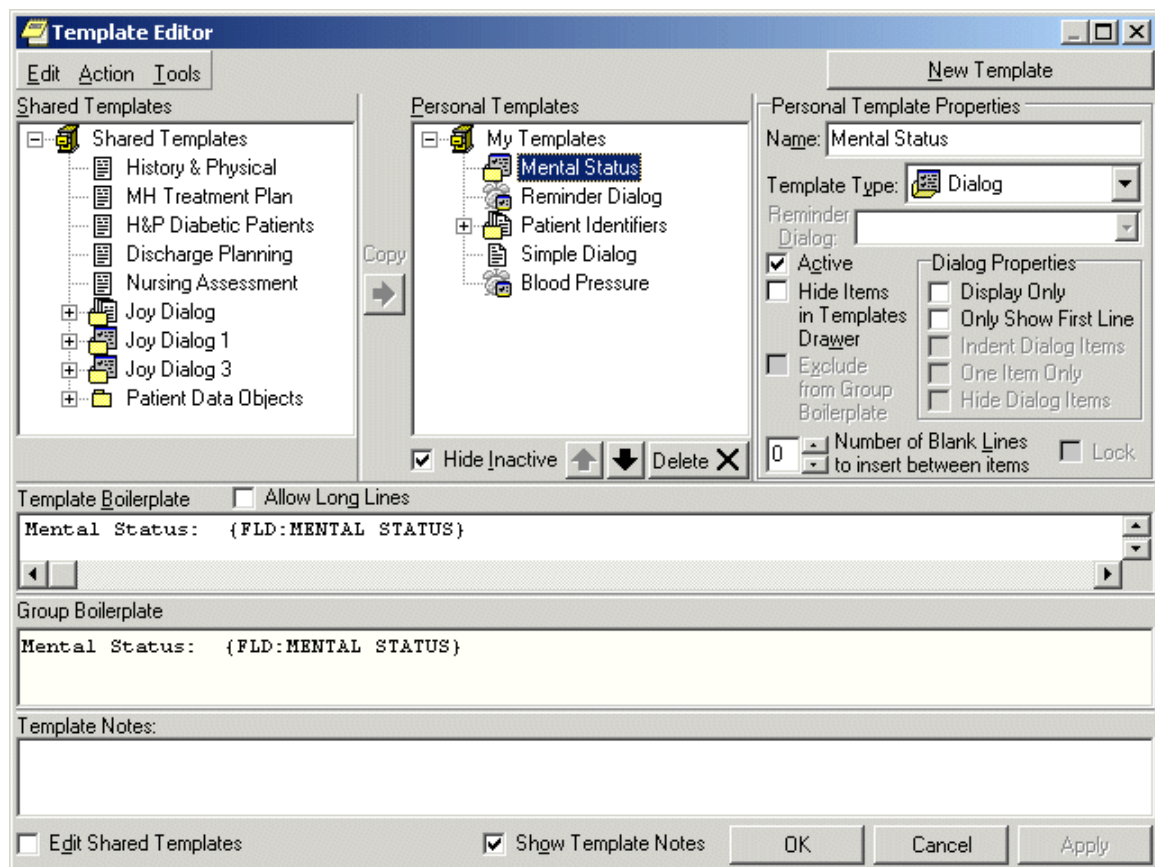 Template Editor
Edit Action Tools
New Template
Shared Templates
Shared Templates
History & Physical
MH Treatment Plan
H&P Diabetic Patients
Discharge Planning
Nursing Assessment
Joy Dialog
Joy Dialog 1
Joy Dialog 3
Patient Data Objects
Copy
Personal Templates
My Templates
Mental Status
Reminder Dialog
Patient Identifiers
Simple Dialog
Blood Pressure
Hide Inactive
Delete
Personal Template Properties
Name: Mental Status
Template Type: Dialog
Reminder
Dialog:
Active
Hide Items
in Templates
Drawer
Exclude
from Group
Boilerplate
Dialog Properties
Display Only
Only Show First Line
Indent Dialog Items
One Item Only
Hide Dialog Items
0 Number of Blank Lines
to insert between items
Lock
Template Boilerplate Allow Long Lines
Mental Status: {FLD:MENTAL STATUS}
Group Boilerplate
Mental Status: {FLD:MENTAL STATUS}
Template Notes:
Edit Shared Templates
Show Template Notes
OK
Cancel
Apply